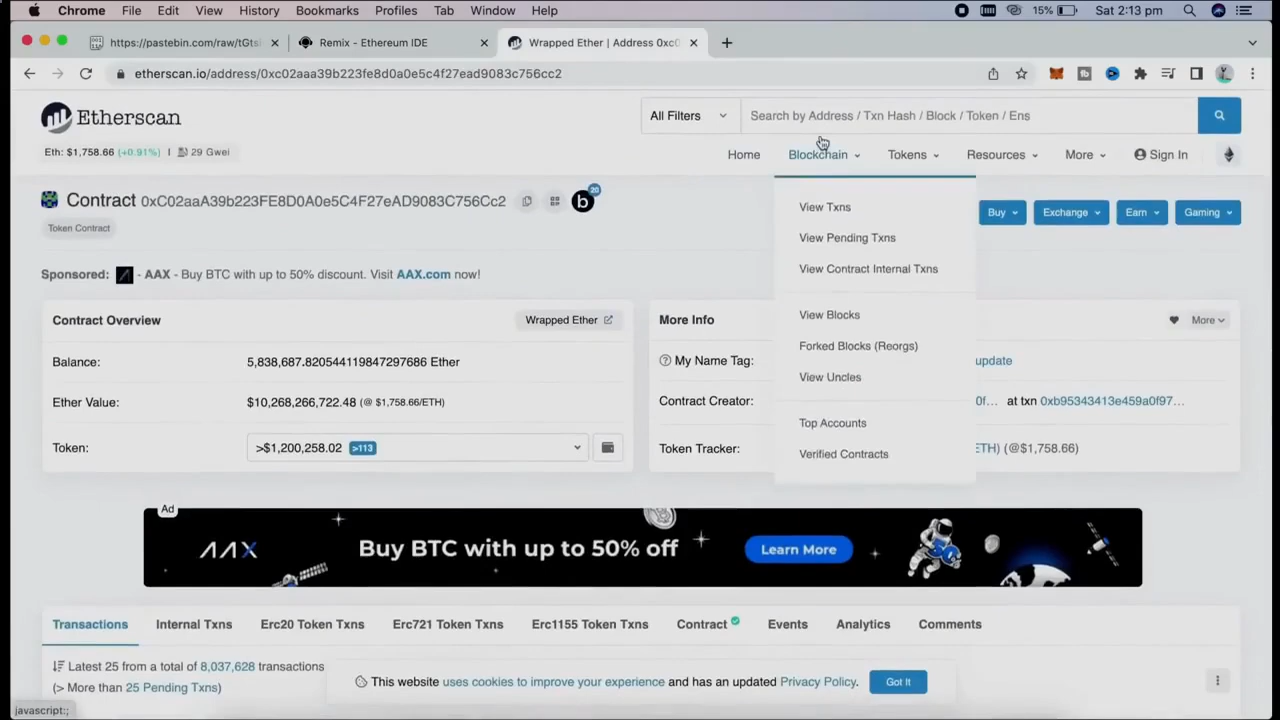 Chrome File Edit View History Bookmarks Profiles Tab Window Help 15% Sat 2:13 pm
https://pastebin.com/raw/tGtsl Remix - Ethereum IDE Wrapped Ether | Address 0xc0
etherscan.io/address/0xc02aaa39b223fe8d0a0e5c4f27ead9083c756cc2
Etherscan
All Filters Search by Address / Txn Hash / Block / Token / Ens
Eth: $1,758.66 (+0.91%) | 29 Gwei
Home Blockchain Tokens Resources More Sign In
Contract 0xC02aaA39b223FE8D0A0e5C4F27eAD9083C756Cc2 b 20
Token Contract
Buy Exchange Earn Gaming
View Txns
View Pending Txns
View Contract Internal Txns
View Blocks
Forked Blocks (Reorgs)
View Uncles
Top Accounts
Verified Contracts
Sponsored: - AAX - Buy BTC with up to 50% discount. Visit AAX.com now!
Contract Overview Wrapped Ether
Balance: 5,838,687.820544119847297686 Ether
Ether Value: $10,268,266,722.48 (@ $1,758.66/ETH)
Token: >$1,200,258.02 >113
More Info More
My Name Tag: update
Contract Creator: 0f... at txn 0xb95343413e459a0f97...
Token Tracker: ETH) (@$1,758.66)
Ad
AAX Buy BTC with up to 50% off Learn More
Transactions Internal Txns Erc20 Token Txns Erc721 Token Txns Erc1155 Token Txns Contract Events Analytics Comments
Latest 25 from a total of 8,037,628 transactions
(> More than 25 Pending Txns)
This website uses cookies to improve your experience and has an updated Privacy Policy. Got It
javascript:;